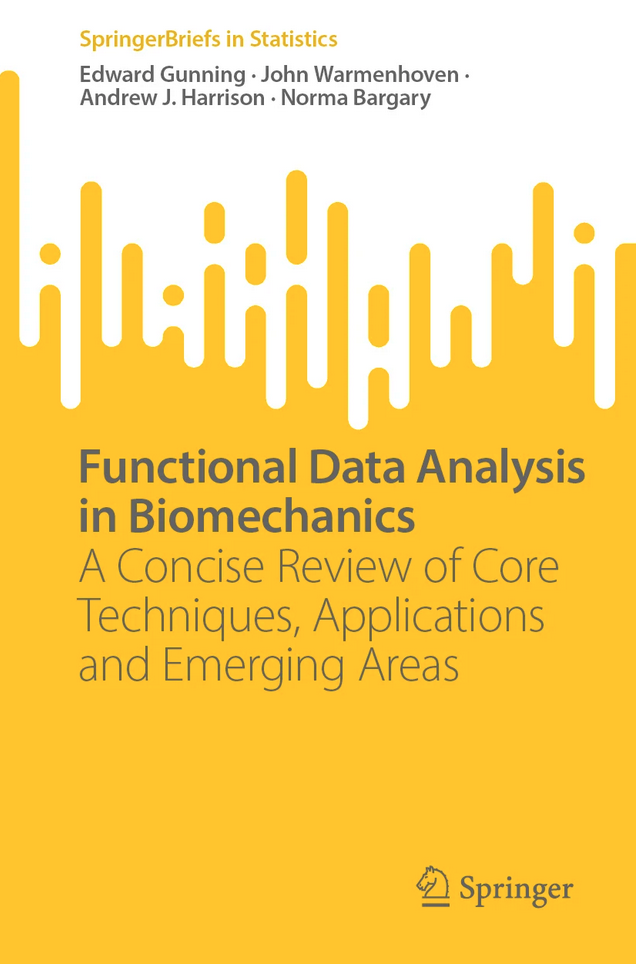 SpringerBriefs in Statistics
Edward Gunning · John Warmenhoven ·
Andrew J. Harrison · Norma Bargary
Functional Data Analysis
in Biomechanics
A Concise Review of Core
Techniques, Applications
and Emerging Areas
Springer